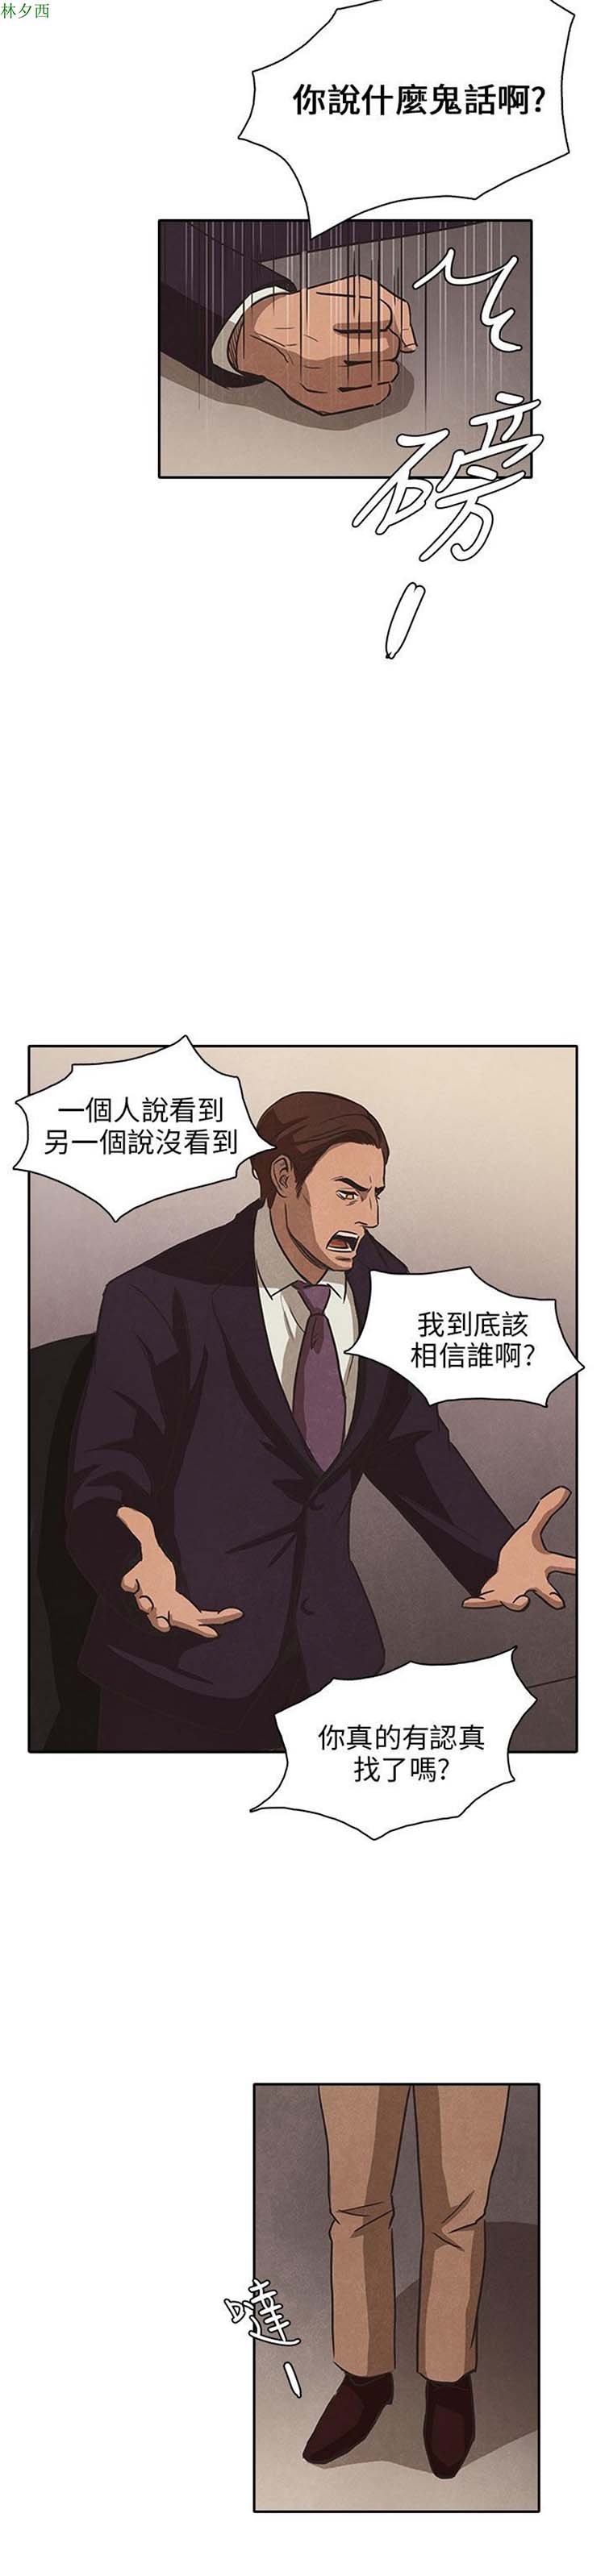 林夕西
你說什麼鬼話啊?
磅
一個人說看到
另一個說沒看到
我到底該
相信誰啊?
你真的有認真
找了嗎?
噠